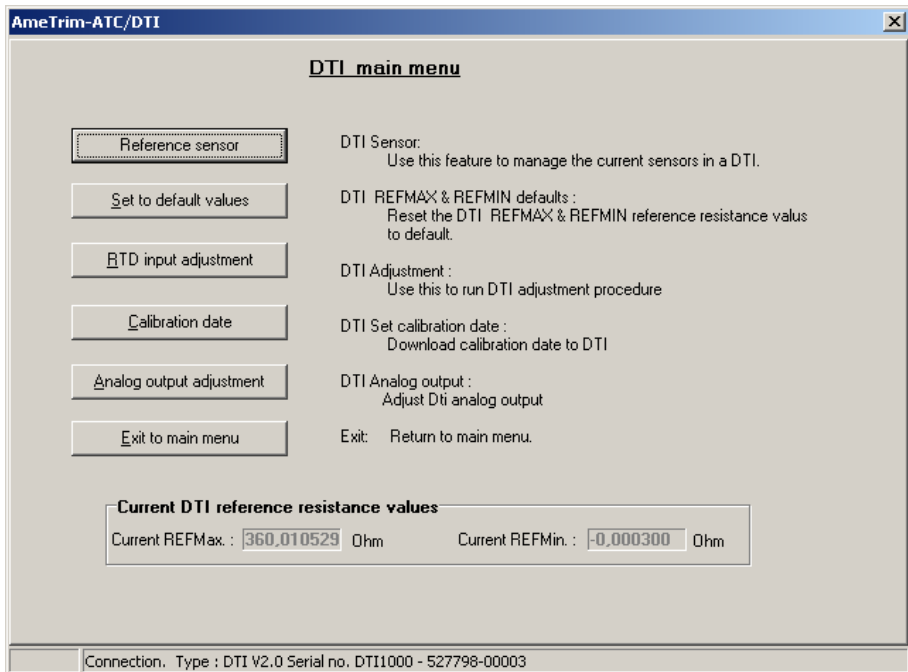 AmeTrim-ATC/DTI
DTI main menu
Reference sensor
DTI Sensor:
Use this feature to manage the current sensors in a DTI.
Set to default values
DTI REFMAX & REFMIN defaults :
Reset the DTI REFMAX & REFMIN reference resistance valus
to default.
RTD input adjustment
DTI Adjustment :
Use this to run DTI adjustment procedure
Calibration date
DTI Set calibration date :
Download calibration date to DTI
Analog output adjustment
DTI Analog output :
Adjust Dti analog output
Exit to main menu
Exit: Return to main menu.
Current DTI reference resistance values
Current REFMax. : 360,010529 Ohm Current REFMin. : -0,000300 Ohm
Connection. Type : DTI V2.0 Serial no. DTI1000 - 527798-00003